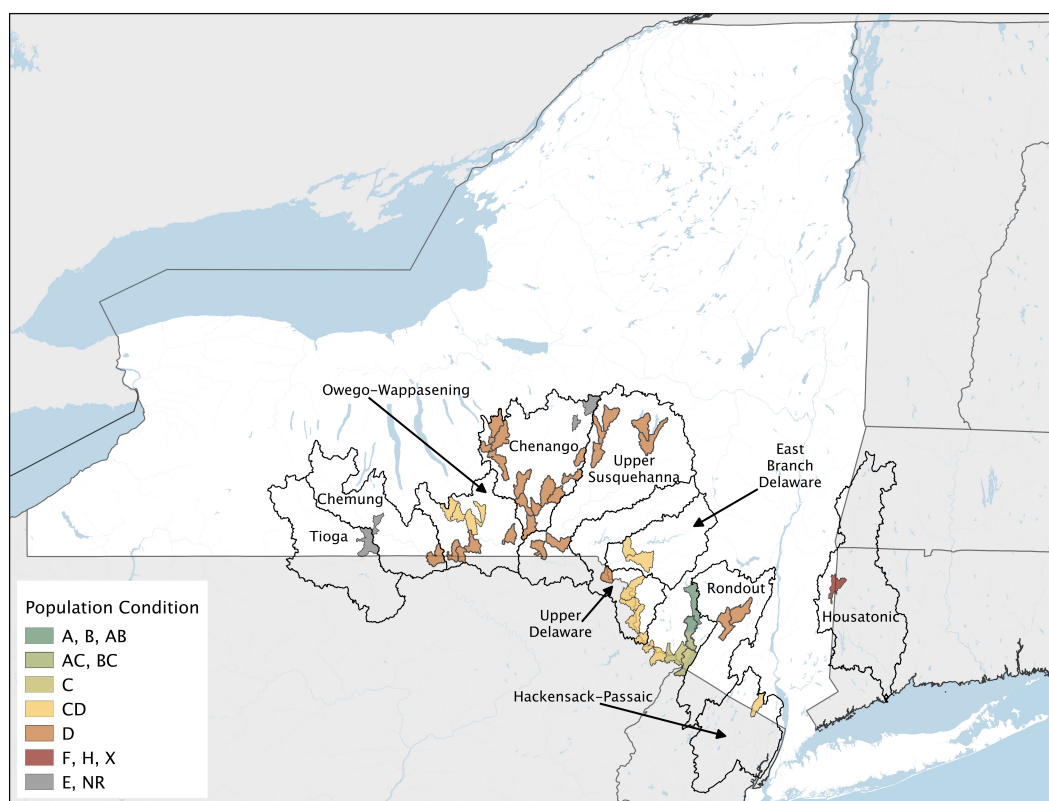 Owego-Wappasening
Chenango
East
Branch
Delaware
Upper
Susquehanna
Chemung
Tioga
Rondout
Upper
Delaware
Housatonic
Hackensack-Passaic
Population Condition
A, B, AB
AC, BC
C
CD
D
F, H, X
E, NR